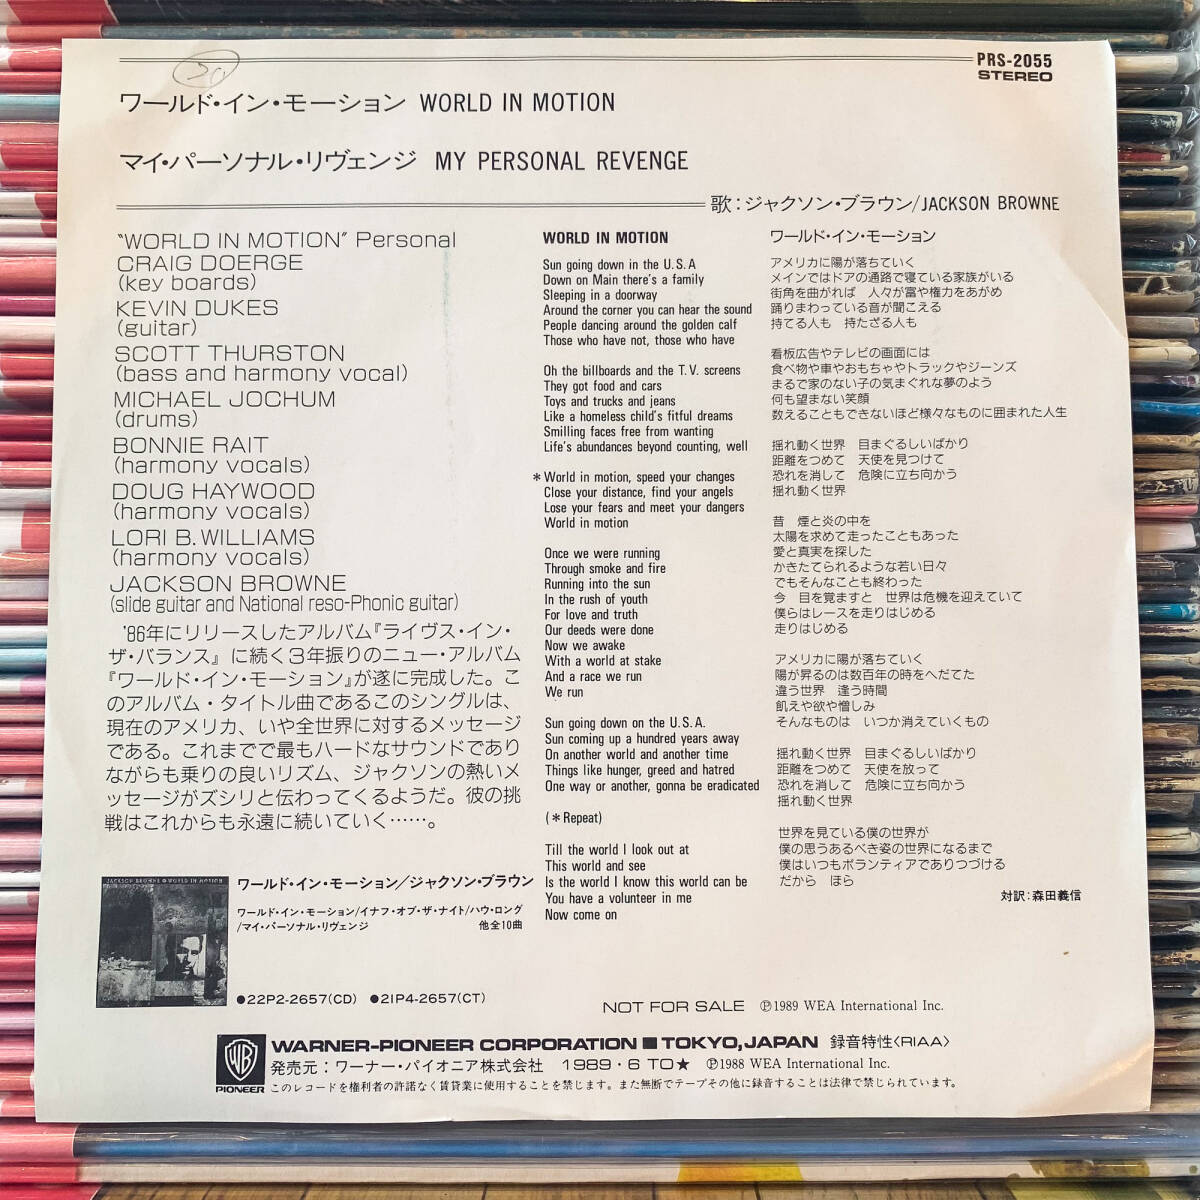 20
PRS-2055
STEREO
ワールド・イン・モーション WORLD IN MOTION
マイ・パーソナル・リヴェンジ MY PERSONAL REVENGE
歌：ジャクソン・ブラウン/JACKSON BROWNE
"WORLD IN MOTION" Personal
CRAIG DOERGE
(key boards)
KEVIN DUKES
(guitar)
SCOTT THURSTON
(bass and harmony vocal)
MICHAEL JOCHUM
(drums)
BONNIE RAIT
(harmony vocals)
DOUG HAYWOOD
(harmony vocals)
LORI B. WILLIAMS
(harmony vocals)
JACKSON BROWNE
(slide guitar and National reso-Phonic guitar)
'86年にリリースしたアルバム『ライヴス・イン・
ザ・バランス』に続く3年振りのニュー・アルバム
『ワールド・イン・モーション』が遂に完成した。こ
のアルバム・タイトル曲であるこのシングルは、
現在のアメリカ、いや全世界に対するメッセージ
である。これまでで最もハードなサウンドであり
ながらも乗りの良いリズム、ジャクソンの熱いメ
ッセージがズシリと伝わってくるようだ。彼の挑
戦はこれからも永遠に続いていく……。
WORLD IN MOTION
Sun going down in the U.S.A
Down on Main there's a family
Sleeping in a doorway
Around the corner you can hear the sound
People dancing around the golden calf
Those who have not, those who have
Oh the billboards and the T.V. screens
They got food and cars
Toys and trucks and jeans
Like a homeless child's fitful dreams
Smilling faces free from wanting
Life's abundances beyond counting, well
* World in motion, speed your changes
Close your distance, find your angels
Lose your fears and meet your dangers
World in motion
Once we were running
Through smoke and fire
Running into the sun
In the rush of youth
For love and truth
Our deeds were done
Now we awake
With a world at stake
And a race we run
We run
Sun going down on the U.S.A.
Sun coming up a hundred years away
On another world and another time
Things like hunger, greed and hatred
One way or another, gonna be eradicated
(* Repeat)
Till the world I look out at
This world and see
Is the world I know this world can be
You have a volunteer in me
Now come on
ワールド・イン・モーション
アメリカに陽が落ちていく
メインではドアの通路で寝ている家族がいる
街角を曲がれば 人々が富や権力をあがめ
踊りまわっている音が聞こえる
持てる人も 持たざる人も
看板広告やテレビの画面には
食べ物や車やおもちゃやトラックやジーンズ
まるで家のない子の気まぐれな夢のよう
何も望まない笑顔
数えることもできないほど様々なものに囲まれた人生
揺れ動く世界 目まぐるしいばかり
距離をつめて 天使を見つけて
恐れを消して 危険に立ち向かう
揺れ動く世界
昔 煙と炎の中を
太陽を求めて走ったこともあった
愛と真実を探した
かきたてられるような若い日々
でもそんなことも終わった
今 目を覚ますと 世界は危機を迎えていて
僕らはレースを走りはじめる
走りはじめる
アメリカに陽が落ちていく
陽が昇るのは数百年の時をへだてた
違う世界 逢う時間
飢えや欲や憎しみ
そんなものは いつか消えていくもの
揺れ動く世界 目まぐるしいばかり
距離をつめて 天使を放って
恐れを消して 危険に立ち向かう
揺れ動く世界
世界を見ている僕の世界が
僕の思うあるべき姿の世界になるまで
僕はいつもボランティアでありつづける
だから ほら
対訳：森田義信
JACKSON BROWNE WORLD IN MOTION
ワールド・イン・モーション/ジャクソン・ブラウン
ワールド・イン・モーション/イナフ・オブ・ザ・ナイト/ハウ・ロング
/マイ・パーソナル・リヴェンジ 他全10曲
●22P2-2657(CD) ●21P4-2657(CT)
NOT FOR SALE ℗1989 WEA International Inc.
WB
PIONEER
WARNER-PIONEER CORPORATION ■ TOKYO, JAPAN 録音特性〈RIAA〉
発売元：ワーナー・パイオニア株式会社 1989・6 TO★ ℗1988 WEA International Inc.
このレコードを権利者の許諾なく賃貸業に使用することを禁じます。また無断でテープその他に録音することは法律で禁じられています。